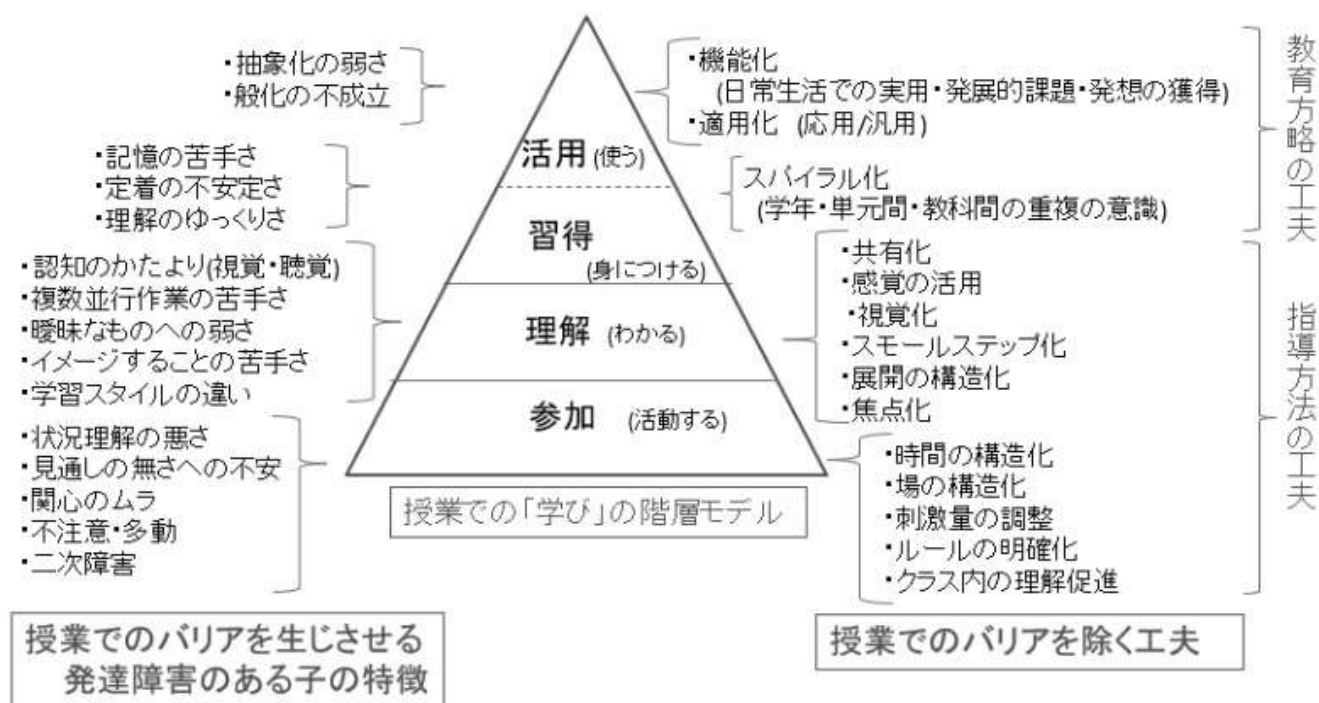 ・抽象化の弱さ
・般化の不成立
・記憶の苦手さ
・定着の不安定さ
・理解のゆっくりさ
・認知のかたより(視覚・聴覚)
・複数並行作業の苦手さ
・曖昧なものへの弱さ
・イメージすることの苦手さ
・学習スタイルの違い
・状況理解の悪さ
・見通しの無さへの不安
・関心のムラ
・不注意・多動
・二次障害
授業でのバリアを生じさせる
発達障害のある子の特徴
活用(使う)
習得
(身につける)
理解 (わかる)
参加 (活動する)
授業での「学び」の階層モデル
・機能化
(日常生活での実用・発展的課題・発想の獲得)
・適用化 (応用/汎用)
スパイラル化
(学年・単元間・教科間の重複の意識)
・共有化
・感覚の活用
・視覚化
・スモールステップ化
・展開の構造化
・焦点化
・時間の構造化
・場の構造化
・刺激量の調整
・ルールの明確化
・クラス内の理解促進
授業でのバリアを除く工夫
教育方略の工夫
指導方法の工夫